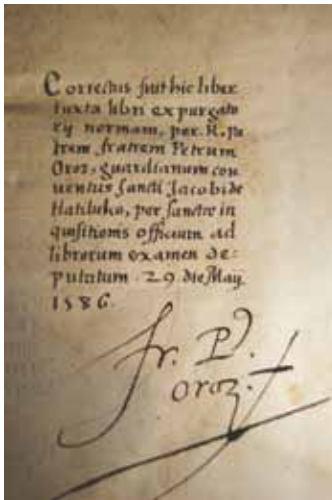 Correctus fuit hic liber
iuxta libri expurgato
rij normam, per. R. pa
trem fratrem Petrum
Oroz, guardianum con
uentus sancti Jacobi de
tlatiluko, per sanctæ in
quisitionis officium ad
librorum examen de:
putatum. 29. die May
1586.
fr. P.
oroz.